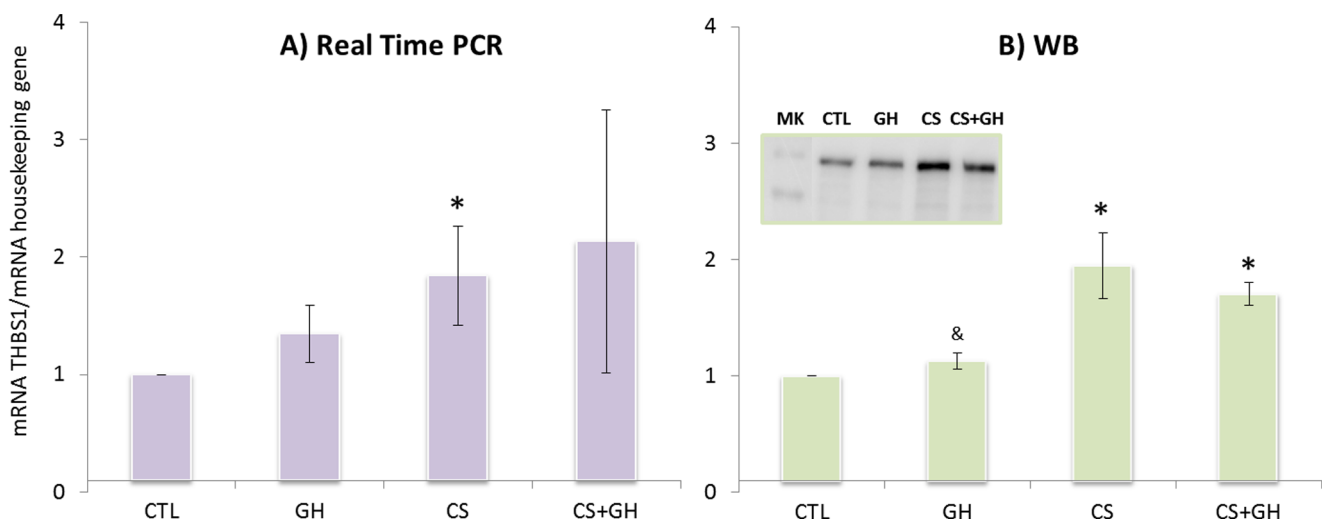 A) Real Time PCR
mRNA THBS1/mRNA housekeeping gene
4
3
2
1
0
*
CTL GH CS CS+GH
B) WB
4
3
2
1
0
MK CTL GH CS CS+GH
&
*
*
CTL GH CS CS+GH